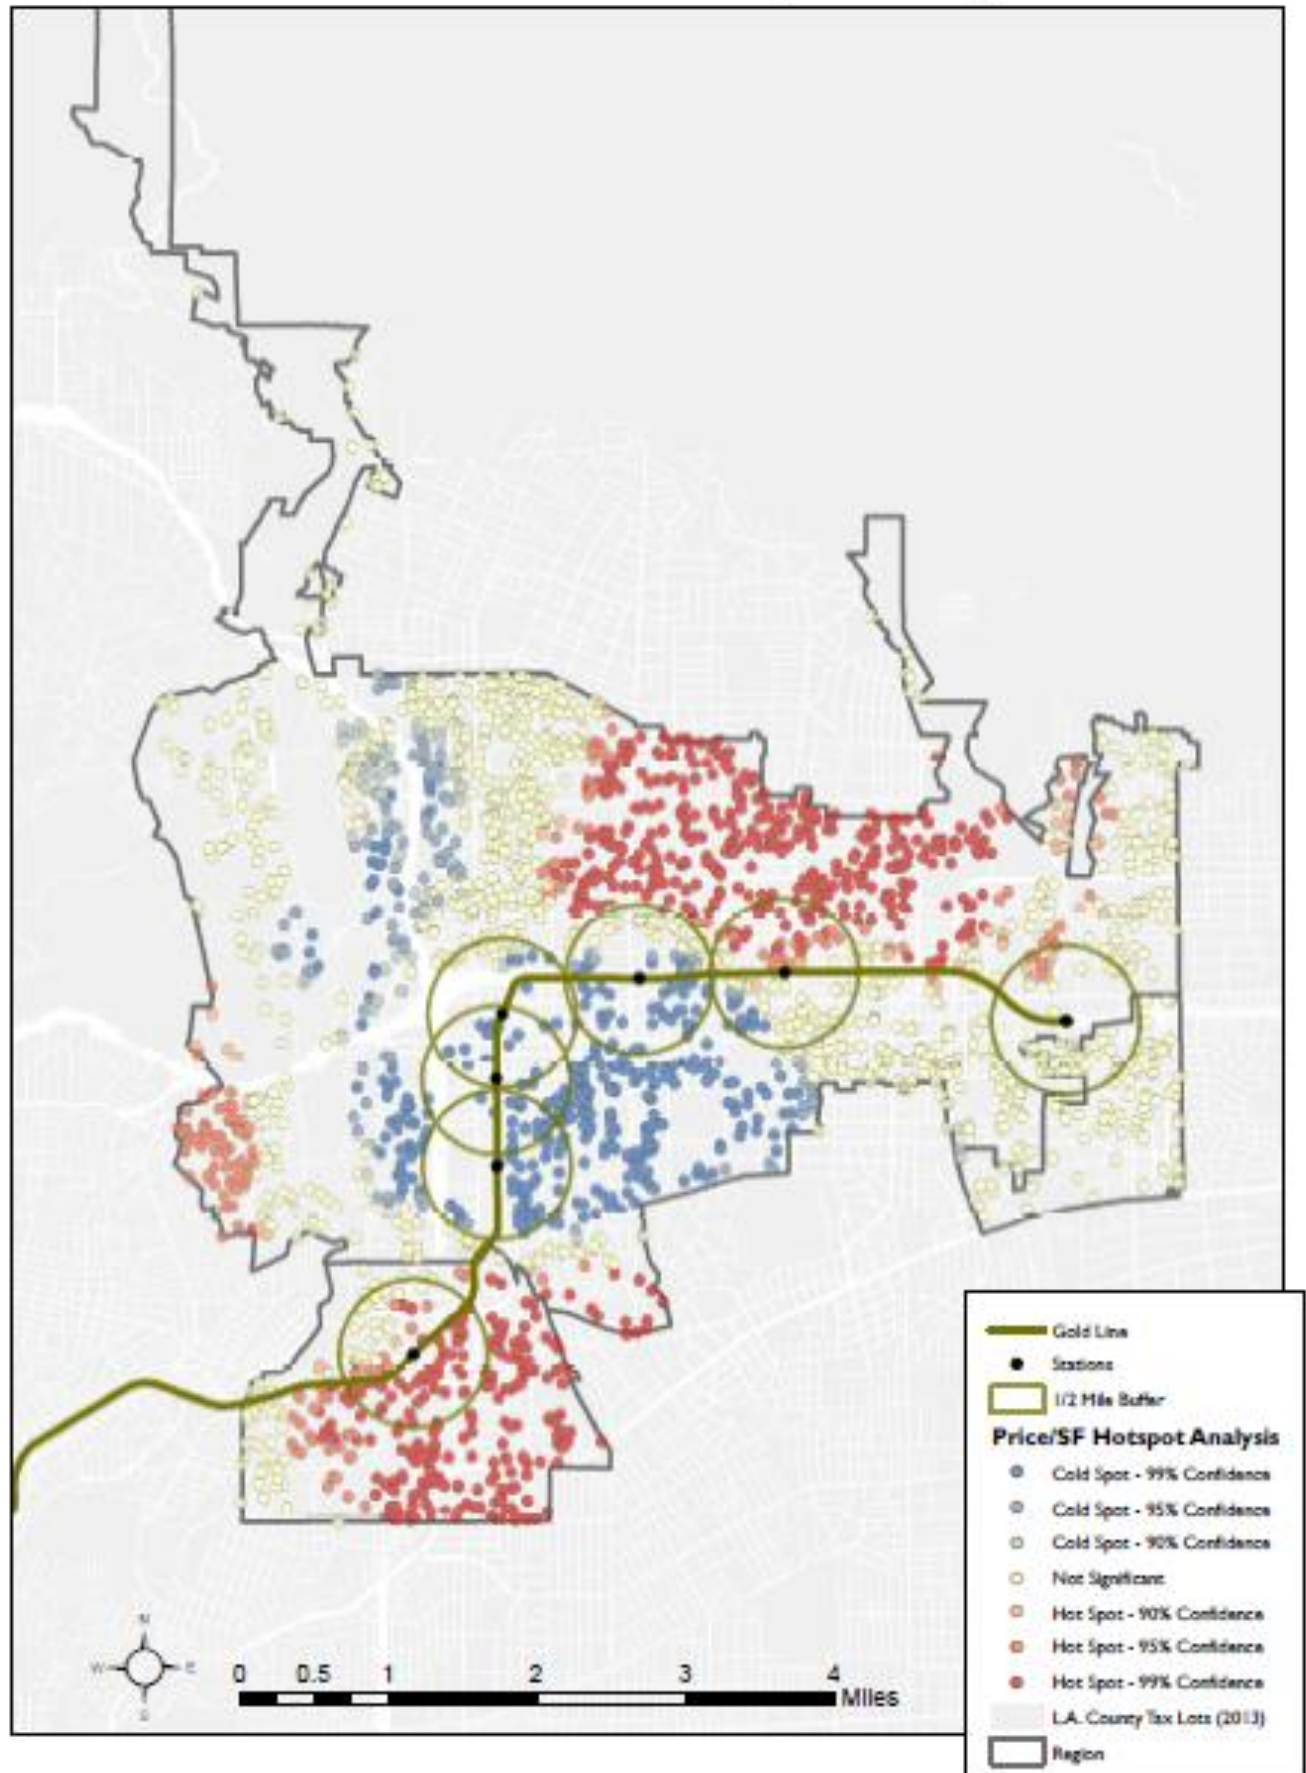 N
W E
S
0 0.5 1 2 3 4
Miles
Gold Line
Stations
1/2 Mile Buffer
Price/SF Hotspot Analysis
Cold Spot - 99% Confidence
Cold Spot - 95% Confidence
Cold Spot - 90% Confidence
Not Significant
Hot Spot - 90% Confidence
Hot Spot - 95% Confidence
Hot Spot - 99% Confidence
L.A. County Tax Lots (2013)
Region